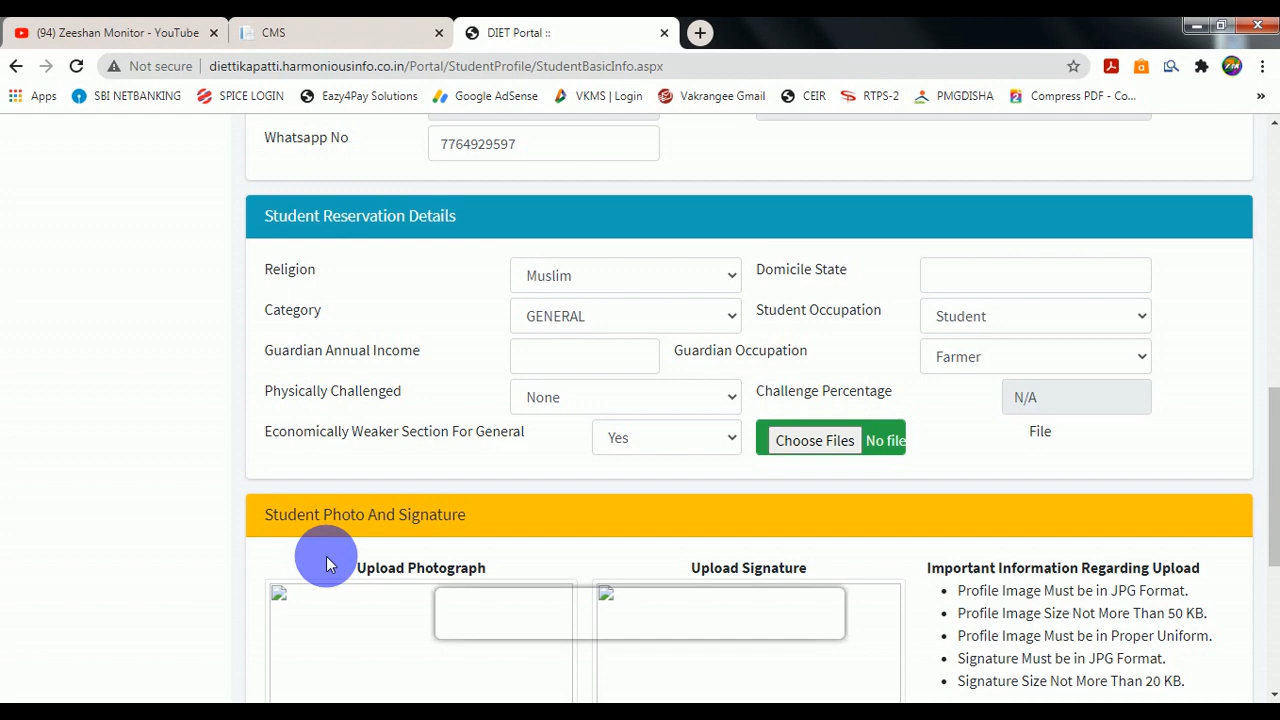 (94) Zeeshan Monitor - YouTube
CMS
DIET Portal ::
Not secure
diettikapatti.harmoniousinfo.co.in/Portal/StudentProfile/StudentBasicInfo.aspx
Apps
SBI NETBANKING
SPICE LOGIN
Eazy4Pay Solutions
Google AdSense
VKMS | Login
Vakrangee Gmail
CEIR
RTPS-2
PMGDISHA
Compress PDF - Co...
»
Whatsapp No
7764929597
Student Reservation Details
Religion
Muslim
Domicile State
Category
GENERAL
Student Occupation
Student
Guardian Annual Income
Guardian Occupation
Farmer
Physically Challenged
None
Challenge Percentage
N/A
Economically Weaker Section For General
Yes
Choose Files No file
File
Student Photo And Signature
Upload Photograph
Upload Signature
Important Information Regarding Upload
• Profile Image Must be in JPG Format.
• Profile Image Size Not More Than 50 KB.
• Profile Image Must be in Proper Uniform.
• Signature Must be in JPG Format.
• Signature Size Not More Than 20 KB.